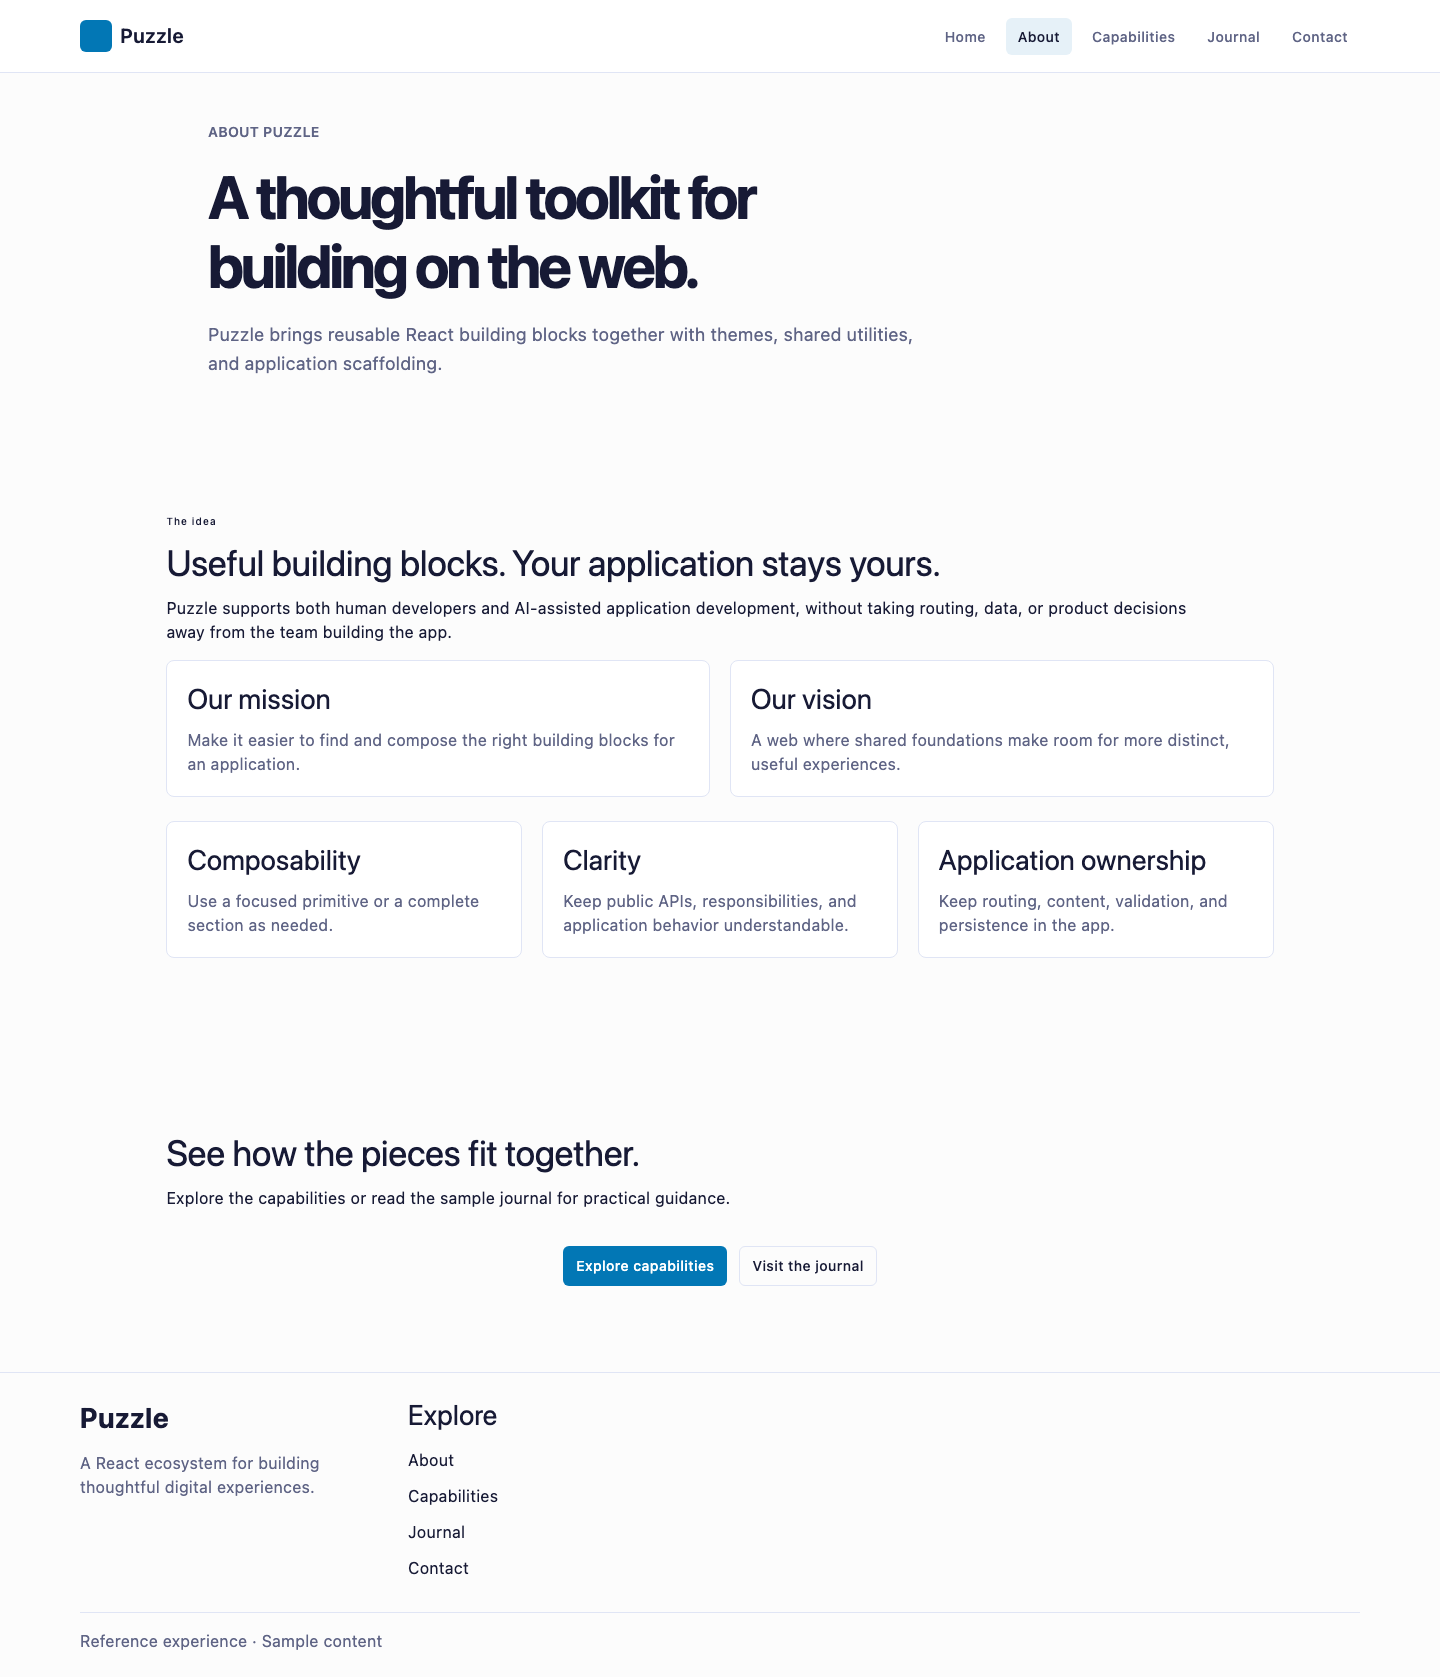 Puzzle
Home
About
Capabilities
Journal
Contact
ABOUT PUZZLE
A thoughtful toolkit for
building on the web.
Puzzle brings reusable React building blocks together with themes, shared utilities,
and application scaffolding.
The idea
Useful building blocks. Your application stays yours.
Puzzle supports both human developers and AI-assisted application development, without taking routing, data, or product decisions
away from the team building the app.
Our mission
Make it easier to find and compose the right building blocks for
an application.
Our vision
A web where shared foundations make room for more distinct,
useful experiences.
Composability
Use a focused primitive or a complete
section as needed.
Clarity
Keep public APIs, responsibilities, and
application behavior understandable.
Application ownership
Keep routing, content, validation, and
persistence in the app.
See how the pieces fit together.
Explore the capabilities or read the sample journal for practical guidance.
Explore capabilities
Visit the journal
Puzzle
A React ecosystem for building
thoughtful digital experiences.
Explore
About
Capabilities
Journal
Contact
Reference experience · Sample content